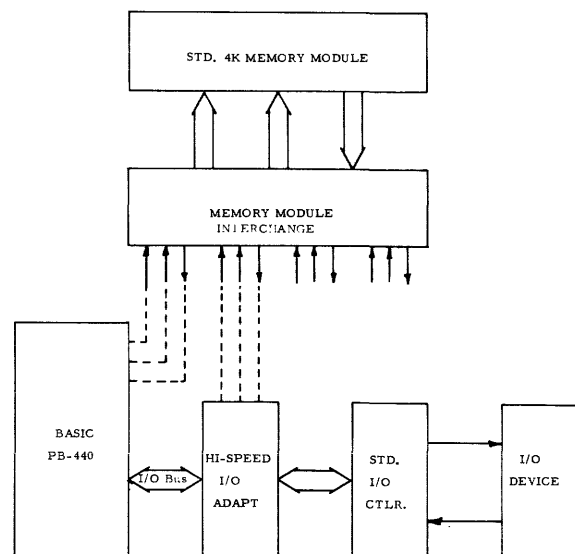 STD. 4K MEMORY MODULE
MEMORY MODULE
INTERCHANGE
BASIC
PB-440
I/O Bus
HI-SPEED
I/O
ADAPT
STD.
I/O
CTLR.
I/O
DEVICE